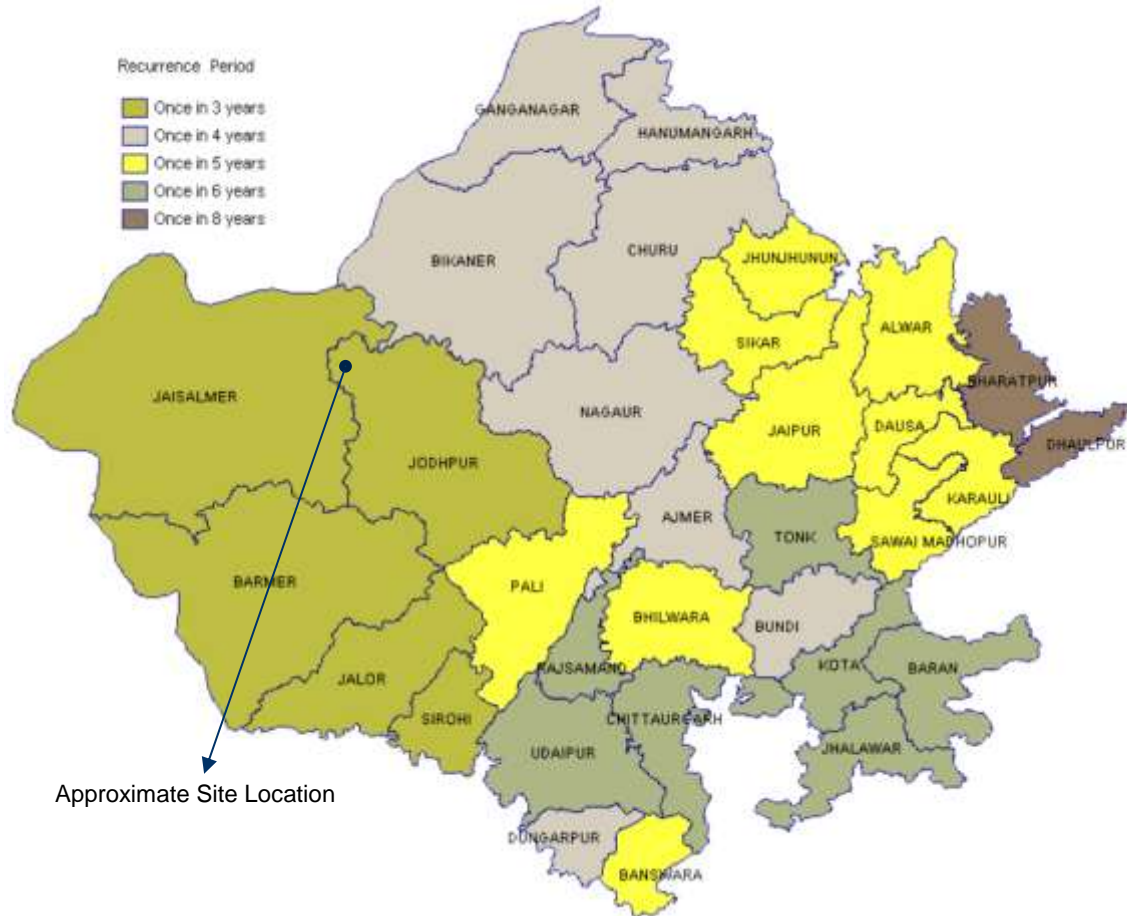 Recurrence Period
Once in 3 years
Once in 4 years
Once in 5 years
Once in 6 years
Once in 8 years
GANGANAGAR
HANUMANGARH
BIKANER
CHURU
JHUNJHUNUN
SIKAR
ALWAR
BHARATPUR
JAISALMER
NAGAUR
JAIPUR
DAUSA
DHAULPUR
JODHPUR
KARAULI
AJMER
TONK
SAWAI MADHOPUR
BARMER
PALI
BHILWARA
BUNDI
RAJSAMAND
KOTA
BARAN
JALOR
SIROHI
CHITTAURGARH
UDAIPUR
JHALAWAR
Approximate Site Location
DUNGARPUR
BANSWARA